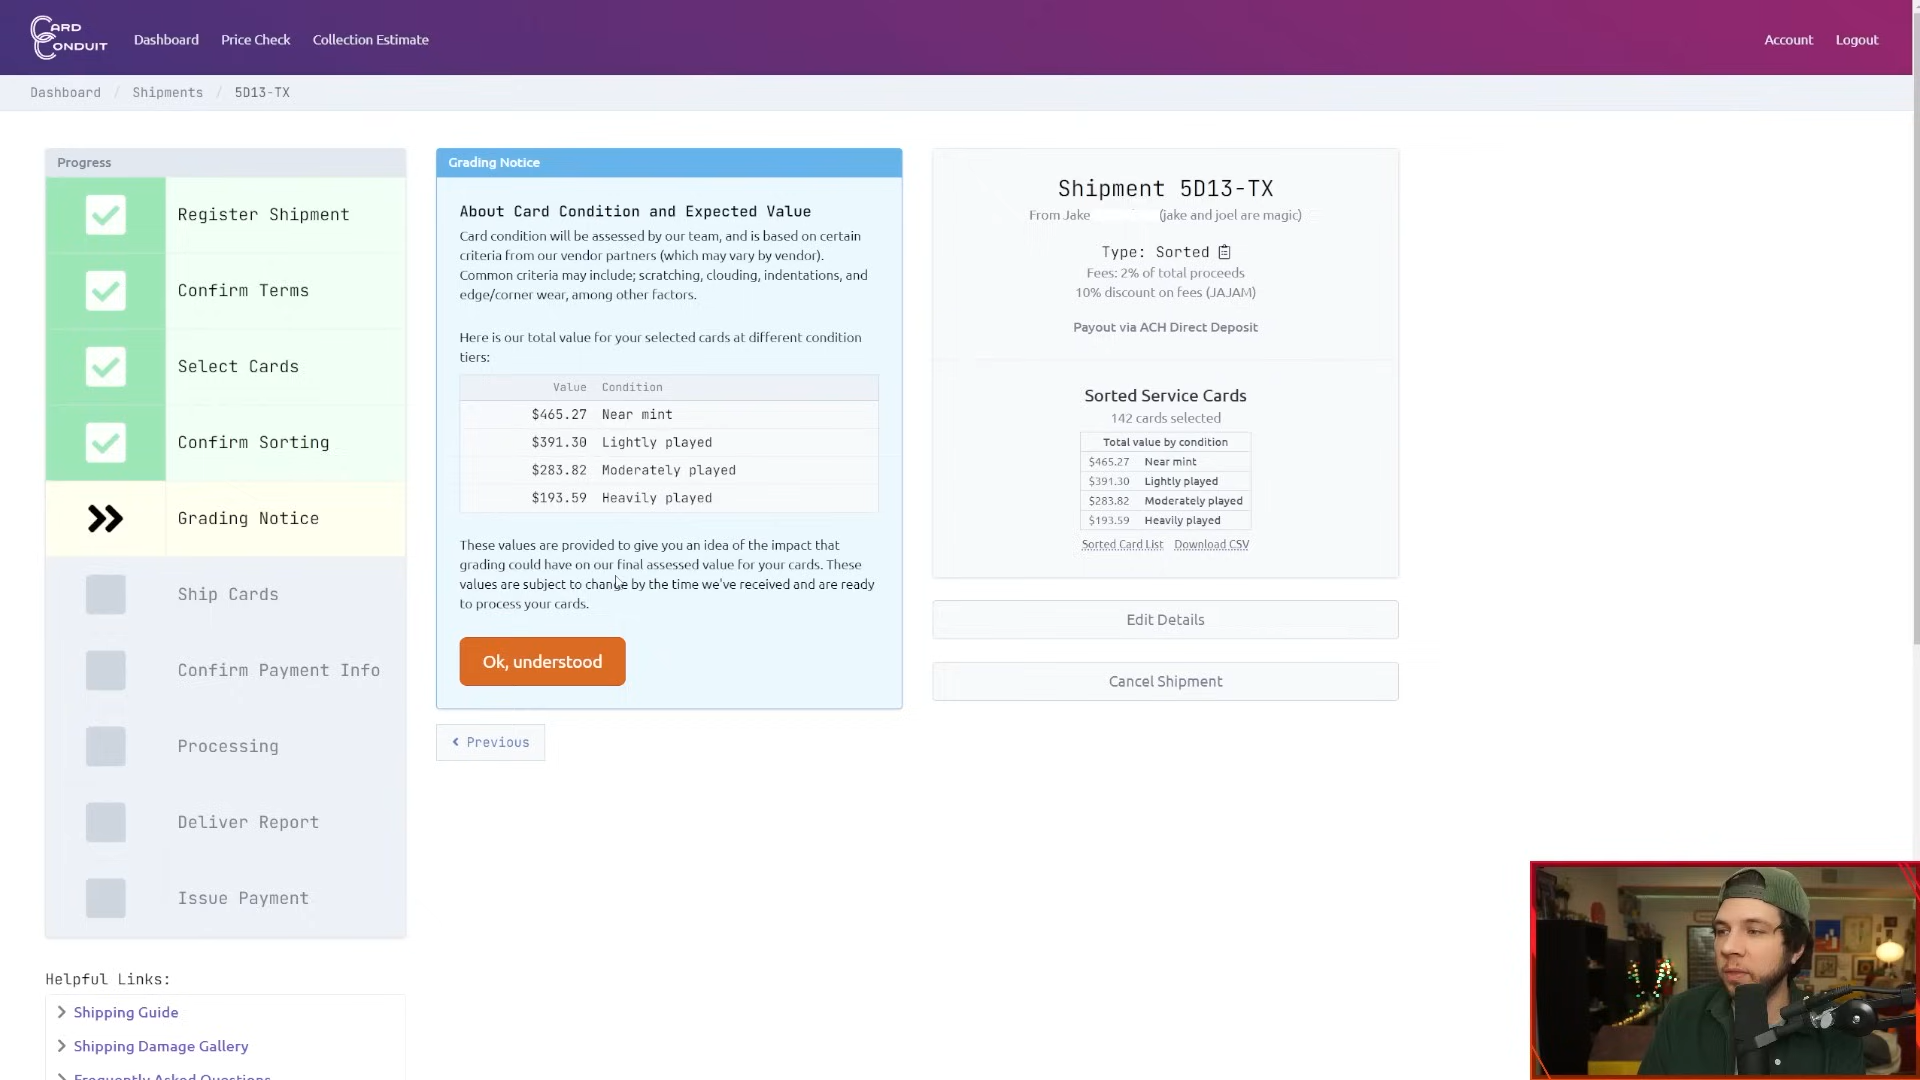 CARD CONDUIT
Dashboard Price Check Collection Estimate
Account Logout
Dashboard / Shipments / 5D13-TX
Progress
Register Shipment
Confirm Terms
Select Cards
Confirm Sorting
Grading Notice
Ship Cards
Confirm Payment Info
Processing
Deliver Report
Issue Payment
Helpful Links:
Shipping Guide
Shipping Damage Gallery
Frequently Asked Questions
Grading Notice
About Card Condition and Expected Value
Card condition will be assessed by our team, and is based on certain
criteria from our vendor partners (which may vary by vendor).
Common criteria may include; scratching, clouding, indentations, and
edge/corner wear, among other factors.
Here is our total value for your selected cards at different condition
tiers:
Value Condition
$465.27 Near mint
$391.30 Lightly played
$283.82 Moderately played
$193.59 Heavily played
These values are provided to give you an idea of the impact that
grading could have on our final assessed value for your cards. These
values are subject to change by the time we've received and are ready
to process your cards.
Ok, understood
Previous
Shipment 5D13-TX
From Jake (jake and joel are magic)
Type: Sorted
Fees: 2% of total proceeds
10% discount on fees (JAJAM)
Payout via ACH Direct Deposit
Sorted Service Cards
142 cards selected
Total value by condition
$465.27 Near mint
$391.30 Lightly played
$283.82 Moderately played
$193.59 Heavily played
Sorted Card List Download CSV
Edit Details
Cancel Shipment